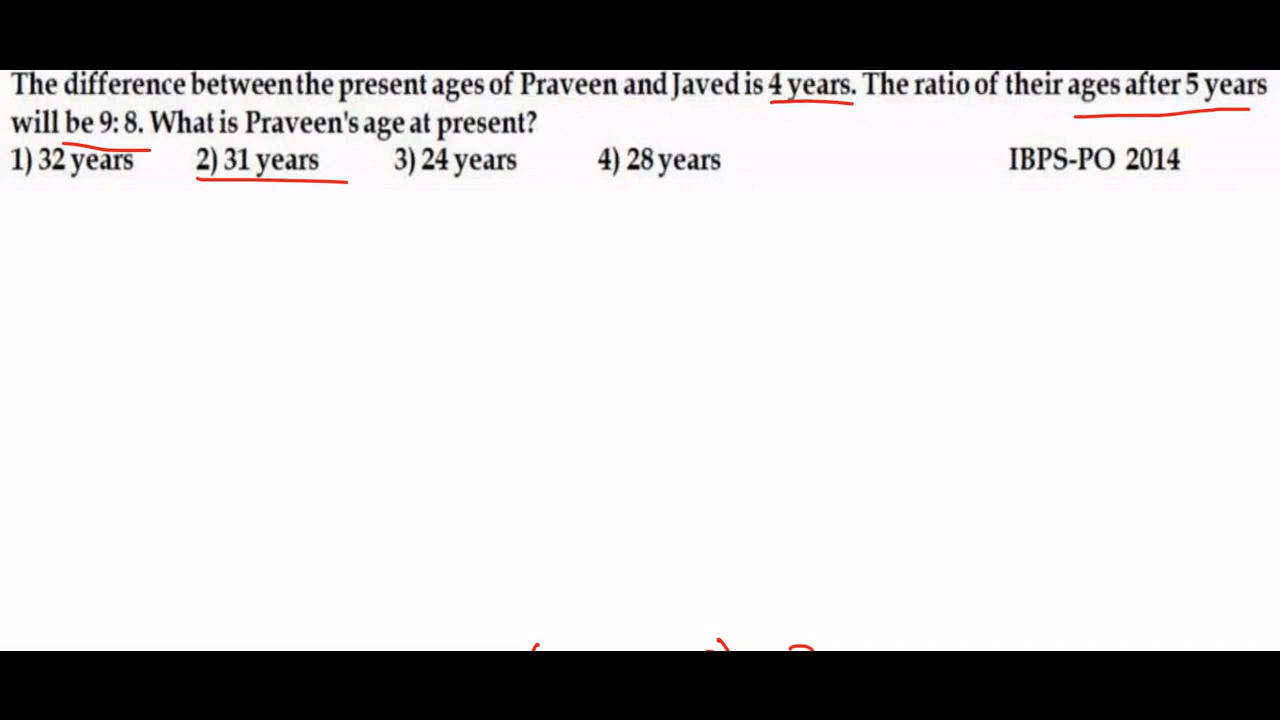 The difference between the present ages of Praveen and Javed is 4 years. The ratio of their ages after 5 years
will be 9: 8. What is Praveen's age at present?
1) 32 years 2) 31 years 3) 24 years 4) 28 years IBPS-PO 2014